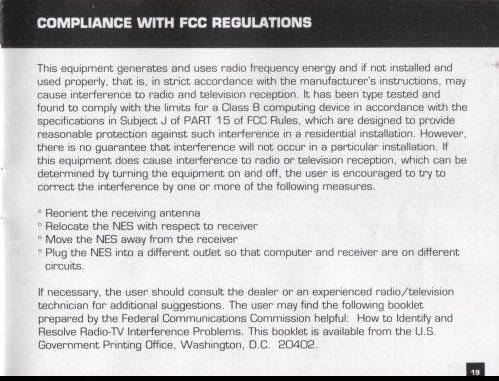 COMPLIANCE WITH FCC REGULATIONS
This equipment generates and uses radio frequency energy and if not installed and
used properly, that is, in strict accordance with the manufacturer's instructions, may
cause interference to radio and television reception. It has been type tested and
found to comply with the limits for a Class B computing device in accordance with the
specifications in Subject J of PART 15 of FCC Rules, which are designed to provide
reasonable protection against such interference in a residential installation. However,
there is no guarantee that interference will not occur in a particular installation. If
this equipment does cause interference to radio or television reception, which can be
determined by turning the equipment on and off, the user is encouraged to try to
correct the interference by one or more of the following measures.
° Reorient the receiving antenna
° Relocate the NES with respect to receiver
° Move the NES away from the receiver
° Plug the NES into a different outlet so that computer and receiver are on different
circuits.
If necessary, the user should consult the dealer or an experienced radio/television
technician for additional suggestions. The user may find the following booklet
prepared by the Federal Communications Commission helpful: How to Identify and
Resolve Radio-TV Interference Problems. This booklet is available from the U.S.
Government Printing Office, Washington, D.C. 20402.
19